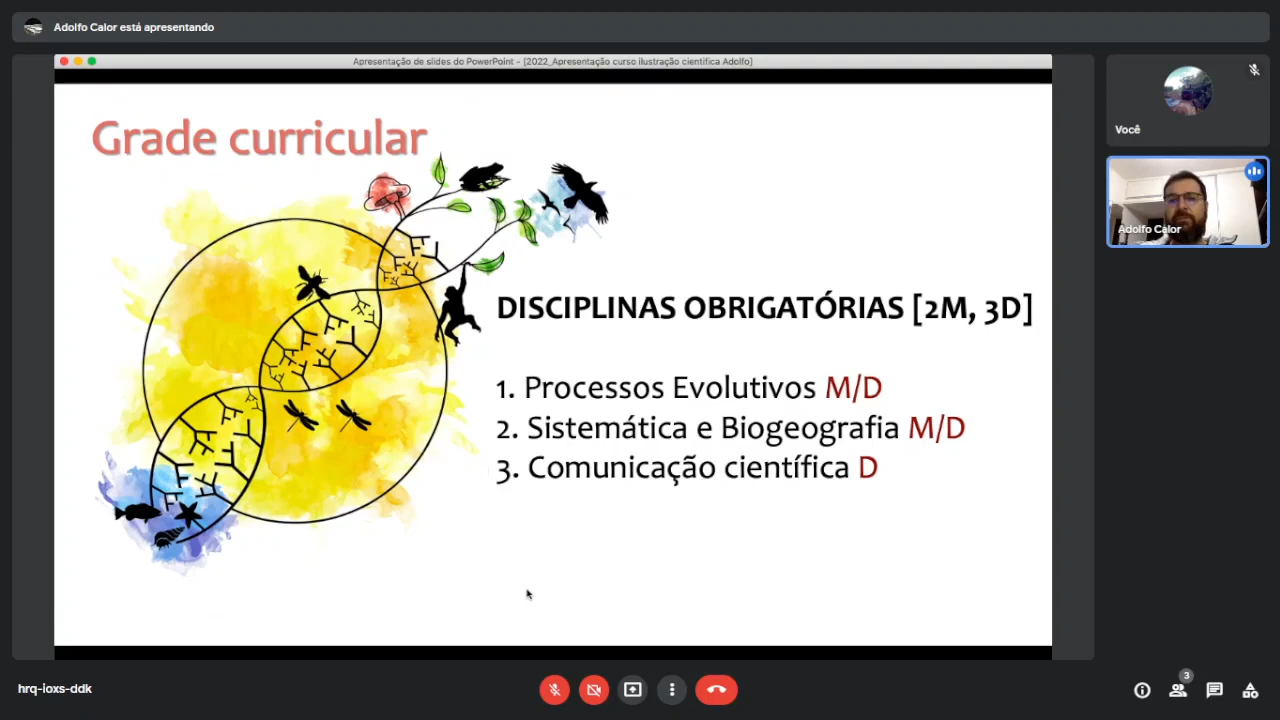 Adolfo Calor está apresentando
Apresentação de slides do PowerPoint - [2022_Apresentação curso ilustração científica Adolfo]
Grade curricular
DISCIPLINAS OBRIGATÓRIAS [2M, 3D]
1. Processos Evolutivos M/D
2. Sistemática e Biogeografia M/D
3. Comunicação científica D
Você
Adolfo Calor
hrq-ioxs-ddk
3